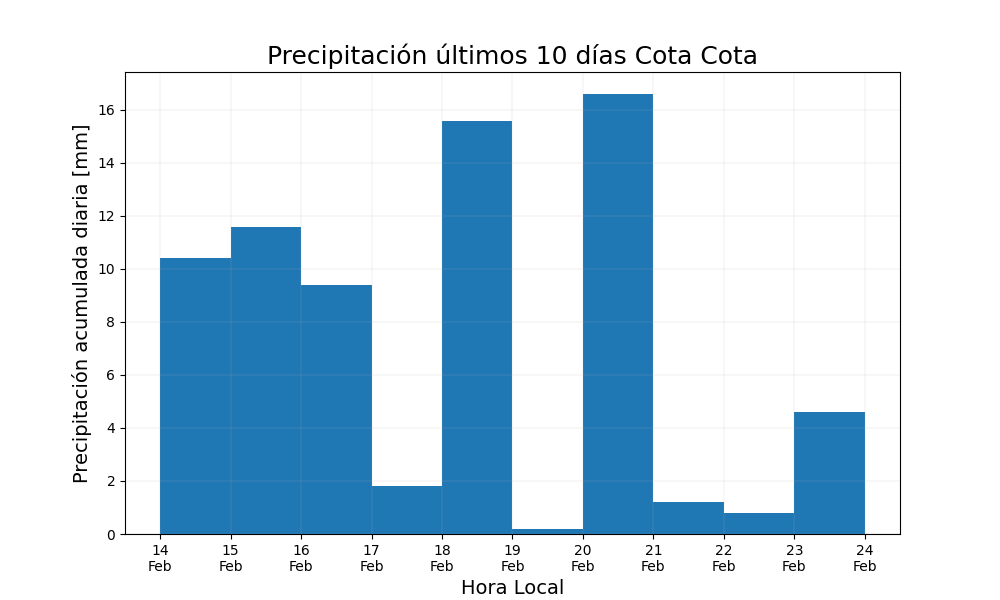 Precipitación últimos 10 días Cota Cota
Precipitación acumulada diaria [mm]
16
14
12
10
8
6
4
2
0
14 15 16 17 18 19 20 21 22 23 24
Feb Feb Feb Feb Feb Feb Feb Feb Feb Feb Feb
Hora Local